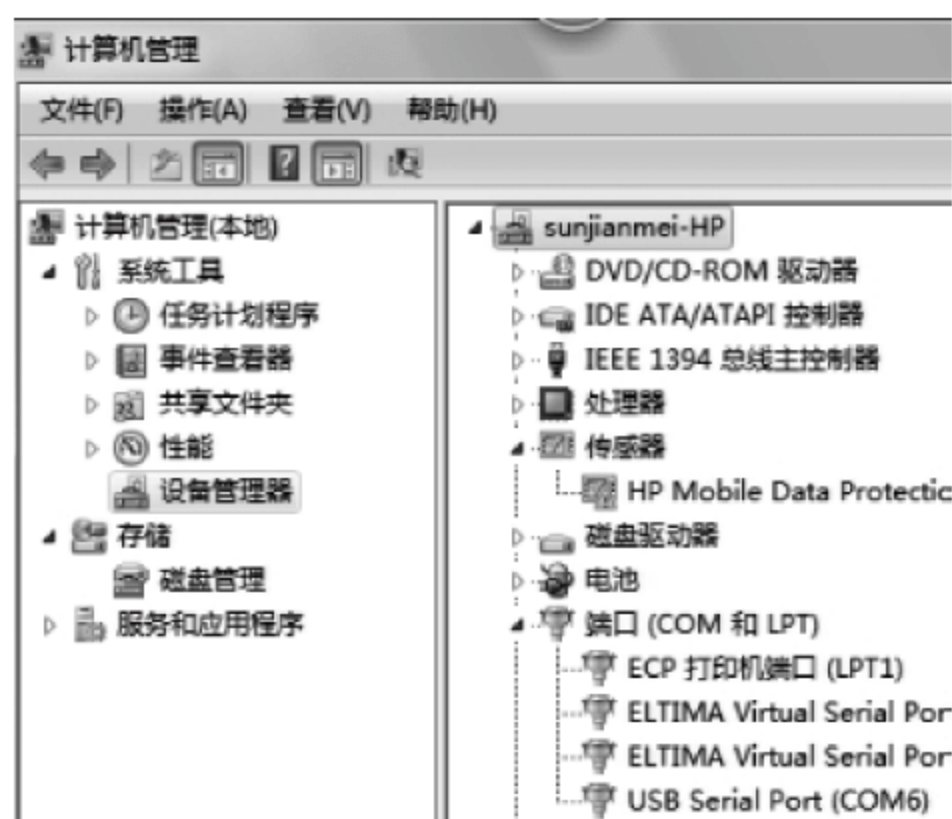 计算机管理
文件(F) 操作(A) 查看(V) 帮助(H)
计算机管理(本地)
系统工具
任务计划程序
事件查看器
共享文件夹
性能
设备管理器
存储
磁盘管理
服务和应用程序
sunjianmei-HP
DVD/CD-ROM 驱动器
IDE ATA/ATAPI 控制器
IEEE 1394 总线主控制器
处理器
传感器
HP Mobile Data Protectic
磁盘驱动器
电池
端口 (COM 和 LPT)
ECP 打印机端口 (LPT1)
ELTIMA Virtual Serial Por
ELTIMA Virtual Serial Por
USB Serial Port (COM6)